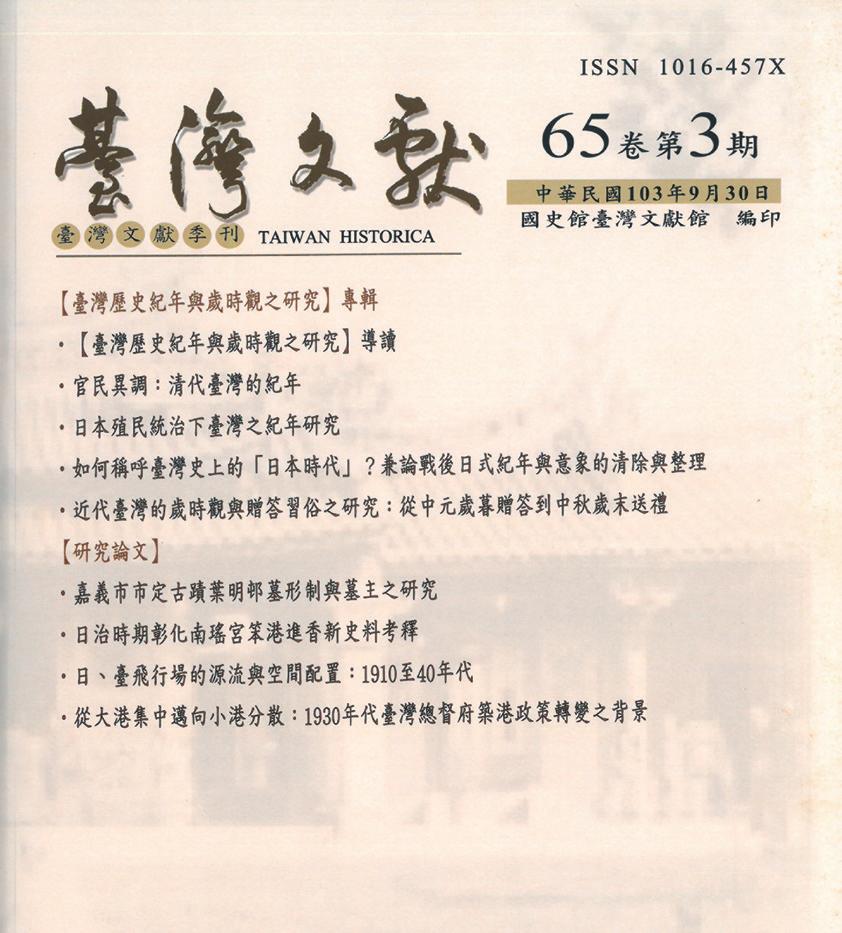 ISSN 1016-457X
臺灣文獻
65卷第3期
中華民國103年9月30日
國史館臺灣文獻館 編印
臺灣文獻季刊 TAIWAN HISTORICA
【臺灣歷史紀年與歲時觀之研究】專輯
·【臺灣歷史紀年與歲時觀之研究】導讀
·官民異調：清代臺灣的紀年
·日本殖民統治下臺灣之紀年研究
·如何稱呼臺灣史上的「日本時代」？兼論戰後日式紀年與意象的清除與整理
·近代臺灣的歲時觀與贈答習俗之研究：從中元歲暮贈答到中秋歲末送禮
【研究論文】
·嘉義市市定古蹟葉明邨墓形制與墓主之研究
·日治時期彰化南瑤宮笨港進香新史料考釋
·日、臺飛行場的源流與空間配置：1910至40年代
·從大港集中邁向小港分散：1930年代臺灣總督府築港政策轉變之背景